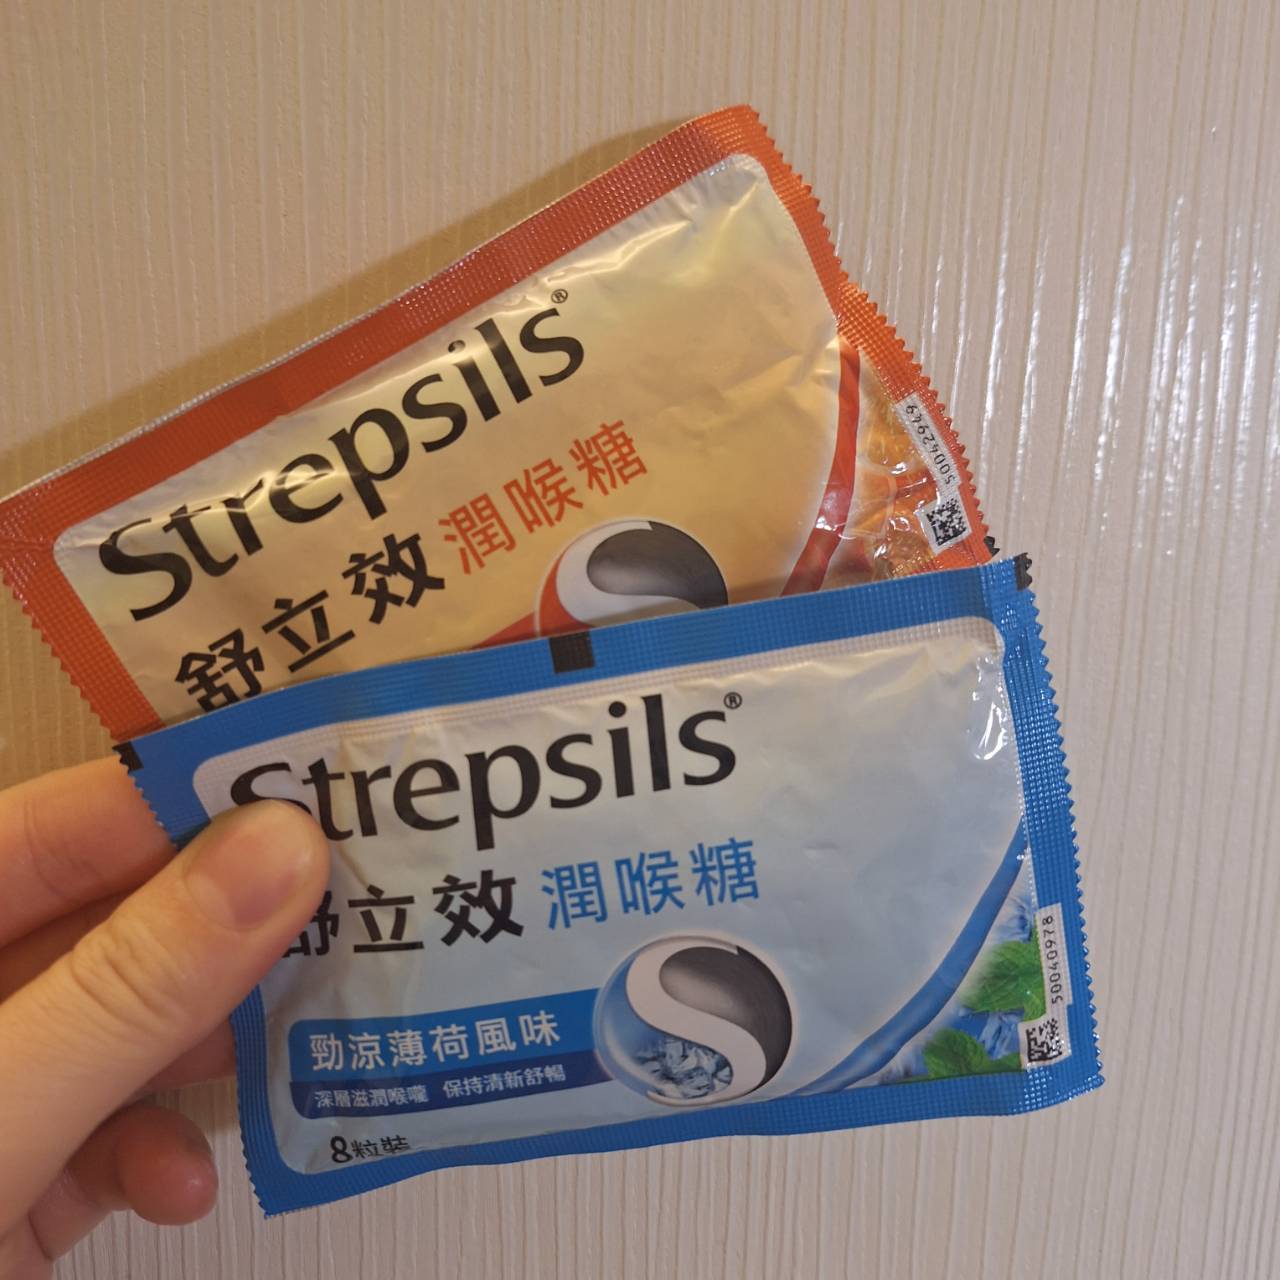 Strepsils®
舒立效 潤喉糖
50042949
Strepsils®
舒立效 潤喉糖
勁涼薄荷風味
深層滋潤喉嚨 保持清新舒暢
8粒裝
50040978